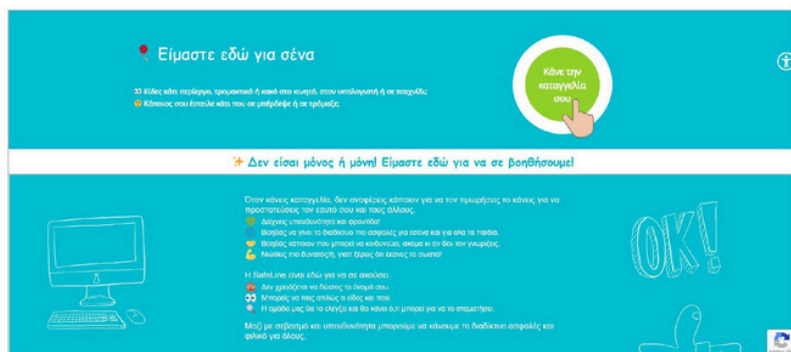 Είμαστε εδώ για σένα
Είδες κάτι περίεργο, τρομακτικό ή κακό στο κινητό, στον υπολογιστή ή σε παιχνίδι;
Κάποιος σου έστειλε κάτι που σε μπέρδεψε ή σε τρόμαξε;
Κάνε την
καταγγελία
σου
Δεν είσαι μόνος ή μόνη! Είμαστε εδώ για να σε βοηθήσουμε!
Όταν κάνεις καταγγελία, δεν αναφέρεις κάποιον για να τον τιμωρήσεις το κάνεις για να
προστατεύσεις τον εαυτό σου και τους άλλους.
Δείχνεις υπευθυνότητα και φροντίδα!
Βοηθάς να γίνει το διαδίκτυο πιο ασφαλές για εσένα και για όλα τα παιδιά.
Βοηθάς κάποιον που μπορεί να κινδυνεύει, ακόμα κι αν δεν τον γνωρίζεις.
Νιώθεις πιο δυνατός/ή, γιατί ξέρεις ότι έκανες το σωστό!
Η SafeLine είναι εδώ για να σε ακούσει.
Δεν χρειάζεται να δώσεις το όνομά σου.
Μπορείς να πεις απλώς τι είδες και πού.
Η ομάδα μας θα το ελέγξει και θα κάνει ό,τι μπορεί για να το σταματήσει.
Μαζί με σεβασμό και υπευθυνότητα μπορούμε να κάνουμε το διαδίκτυο ασφαλές και
φιλικό για όλους.
OK!